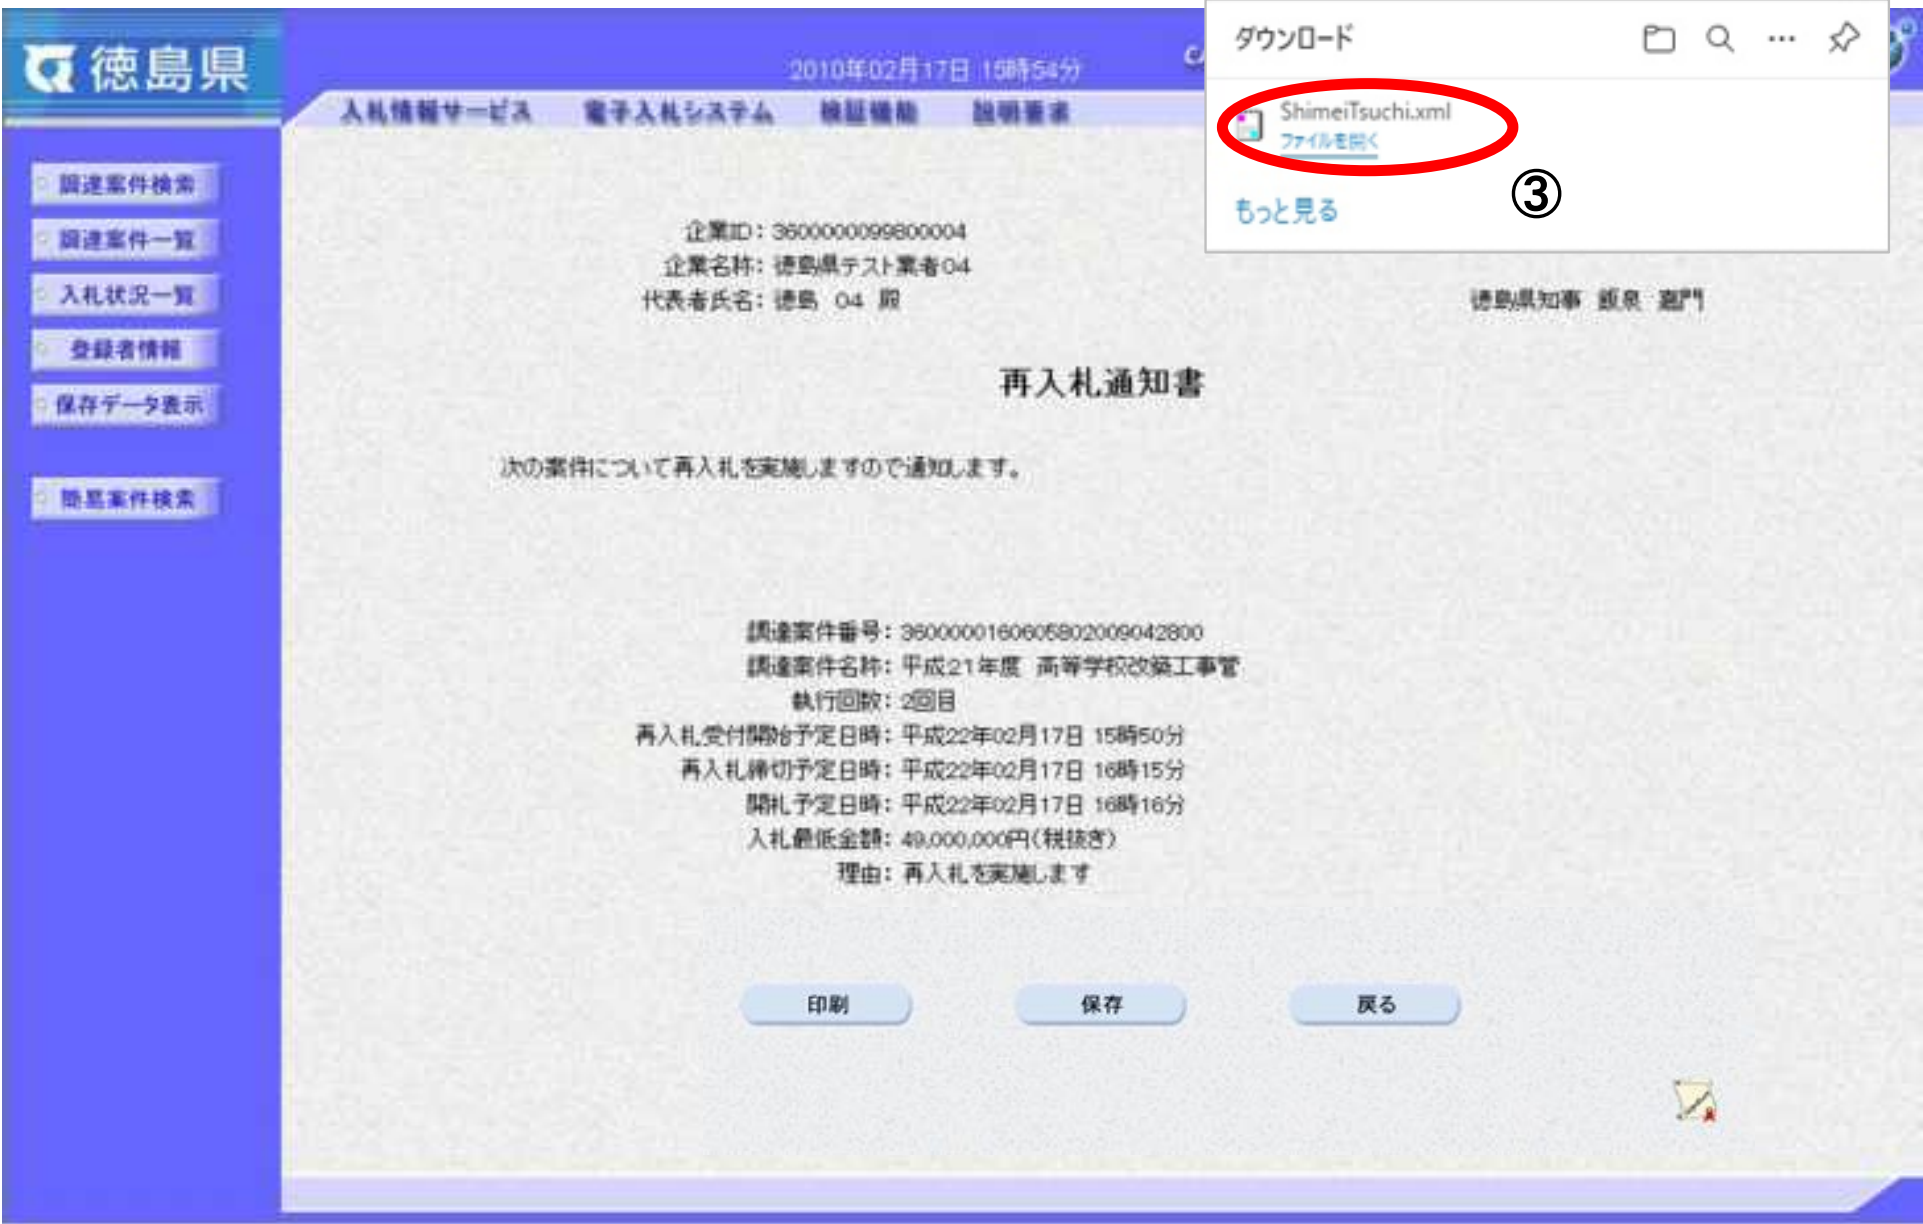 徳島県
2010年02月17日 15時54分
入札情報サービス 電子入札システム 検証機能 説明要求
ダウンロード
ShimeiTsuchi.xml
ファイルを開く
もっと見る
③
調達案件検索
調達案件一覧
入札状況一覧
登録者情報
保存データ表示
簡易案件検索
企業ID：3600000099800004
企業名称：徳島県テスト業者04
代表者氏名：徳島 04 殿
徳島県知事 飯泉 嘉門
再入札通知書
次の案件について再入札を実施しますので通知します。
調達案件番号：3600000160605802009042800
調達案件名称：平成21年度 高等学校改築工事管
執行回数：2回目
再入札受付開始予定日時：平成22年02月17日 15時50分
再入札締切予定日時：平成22年02月17日 16時15分
開札予定日時：平成22年02月17日 16時16分
入札最低金額：49,000,000円(税抜き)
理由：再入札を実施します
印刷 保存 戻る